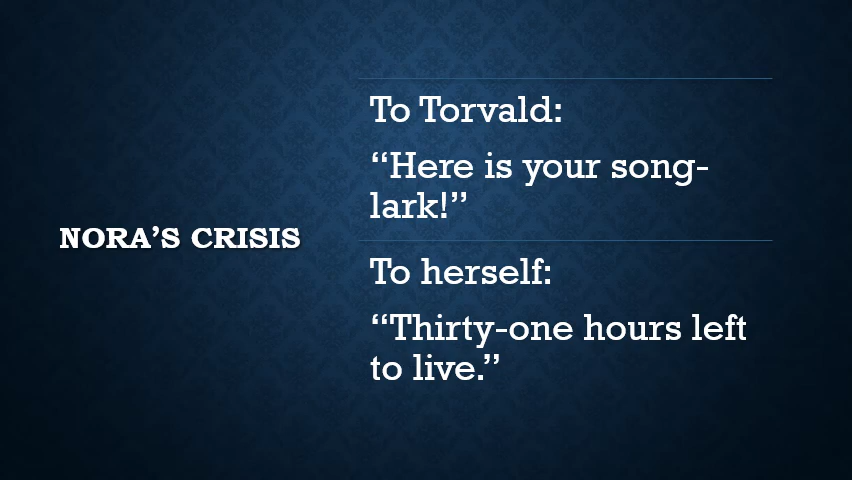 NORA’S CRISIS
To Torvald:
“Here is your song-
lark!”
To herself:
“Thirty-one hours left
to live.”